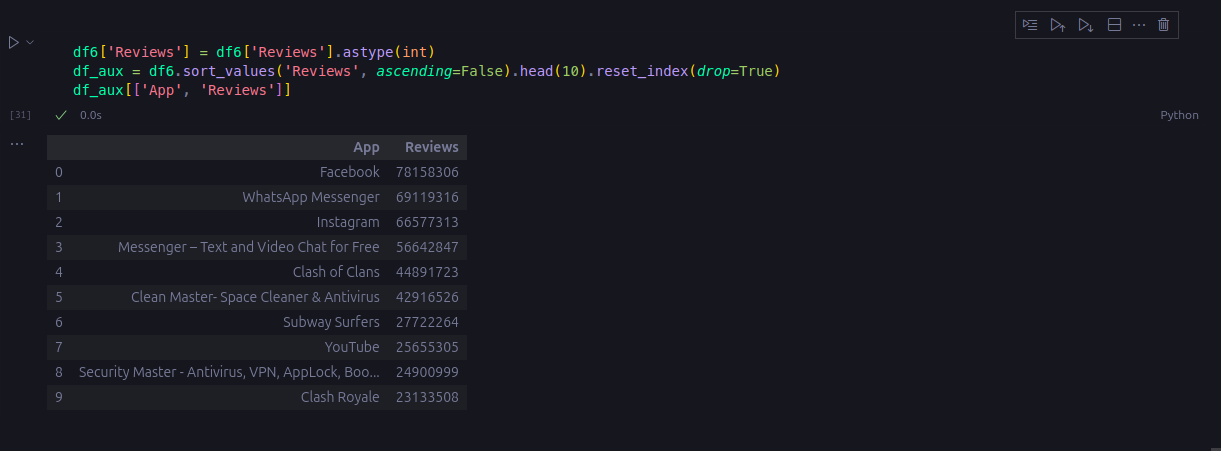 df6['Reviews'] = df6['Reviews'].astype(int)
df_aux = df6.sort_values('Reviews', ascending=False).head(10).reset_index(drop=True)
df_aux[['App', 'Reviews']]
[31] 0.0s Python
App Reviews
0 Facebook 78158306
1 WhatsApp Messenger 69119316
2 Instagram 66577313
3 Messenger – Text and Video Chat for Free 56642847
4 Clash of Clans 44891723
5 Clean Master- Space Cleaner & Antivirus 42916526
6 Subway Surfers 27722264
7 YouTube 25655305
8 Security Master - Antivirus, VPN, AppLock, Boo... 24900999
9 Clash Royale 23133508